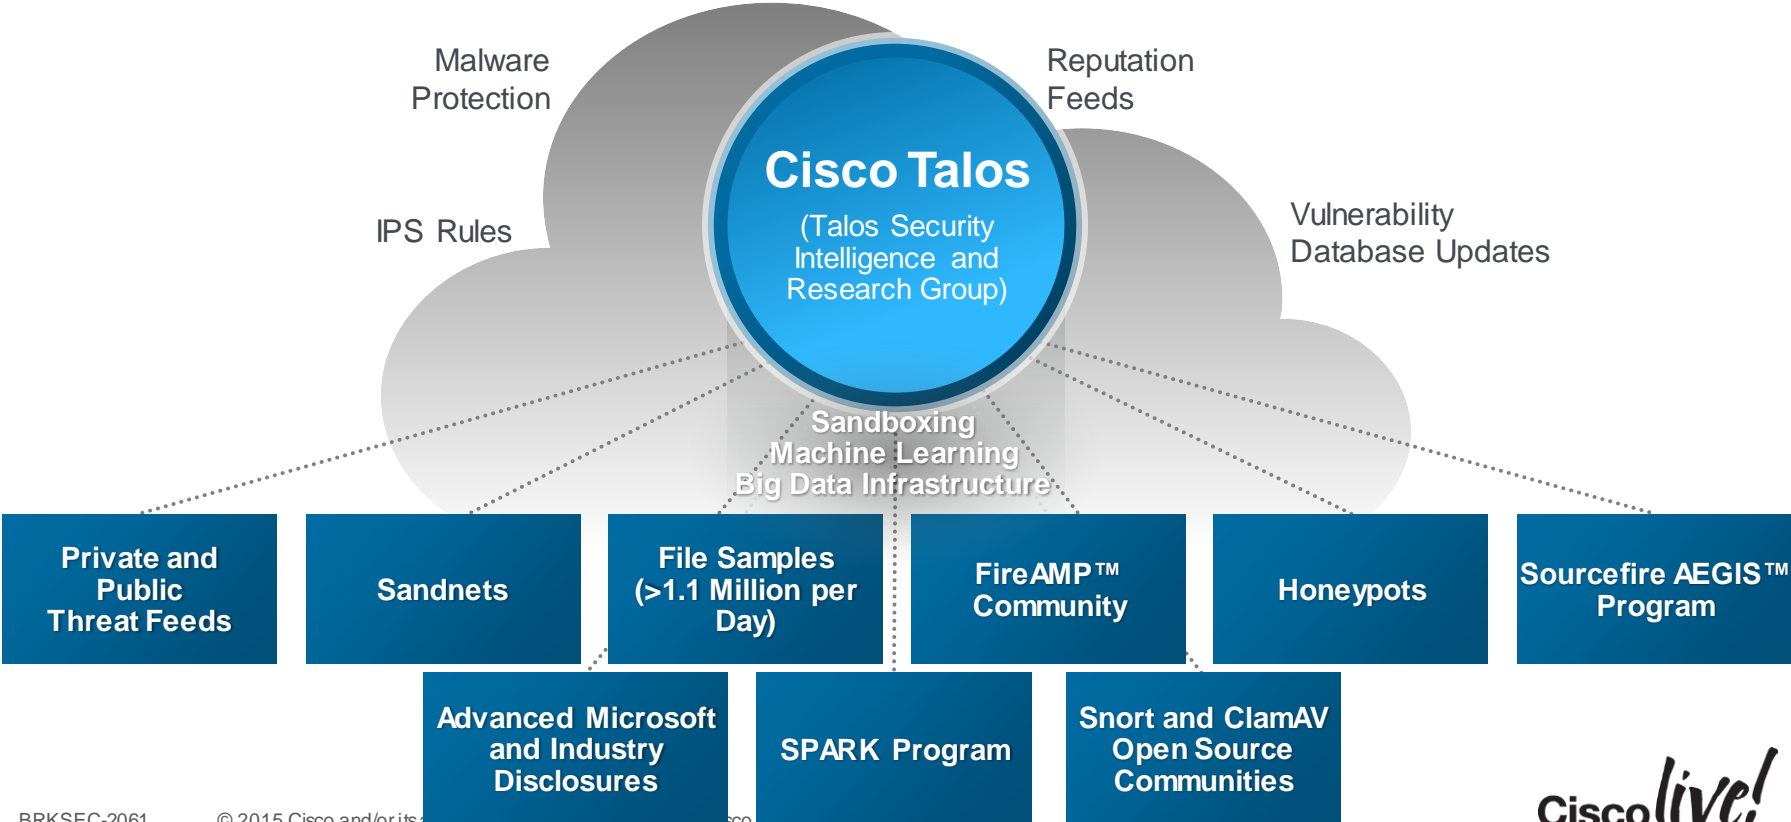 Malware
Protection
Reputation
Feeds
IPS Rules
Vulnerability
Database Updates
Cisco Talos
(Talos Security
Intelligence and
Research Group)
Sandboxing
Machine Learning
Big Data Infrastructure
Private and
Public
Threat Feeds
Sandnets
File Samples
(>1.1 Million per
Day)
FireAMP™
Community
Honeypots
Sourcefire AEGIS™
Program
Advanced Microsoft
and Industry
Disclosures
SPARK Program
Snort and ClamAV
Open Source
Communities
BRKSEC-2061
© 2015 Cisco and/or its
Cisco live!